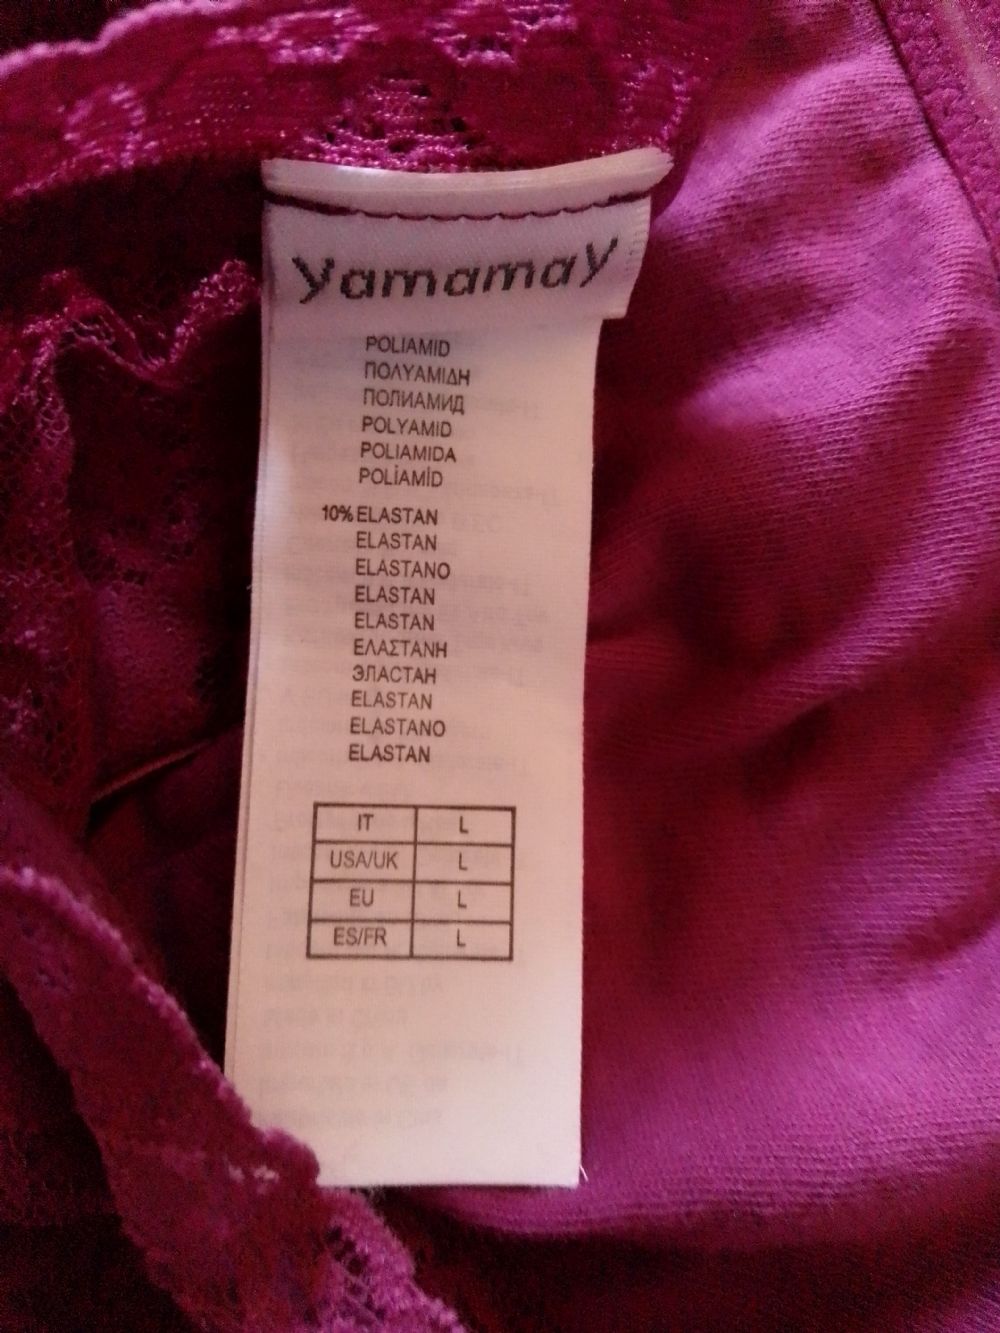 yamamay
POLIAMID
ΠΟΛΥΑΜΙΔΗ
ПОЛИАМИД
POLYAMID
POLIAMIDA
POLİAMİD
10% ELASTAN
ELASTAN
ELASTANO
ELASTAN
ELASTAN
ΕΛΑΣΤΑΝΗ
ЭЛАСТАН
ELASTAN
ELASTANO
ELASTAN
IT L
USA/UK L
EU L
ES/FR L